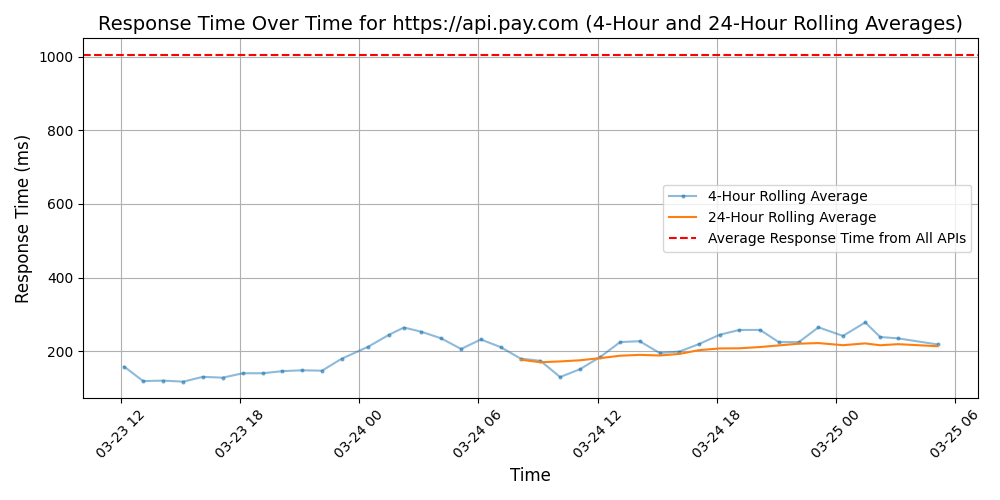 Response Time Over Time for https://api.pay.com (4-Hour and 24-Hour Rolling Averages)
Response Time (ms)
1000
800
600
400
200
4-Hour Rolling Average
24-Hour Rolling Average
Average Response Time from All APIs
03-23 12
03-23 18
03-24 00
03-24 06
03-24 12
03-24 18
03-25 00
03-25 06
Time